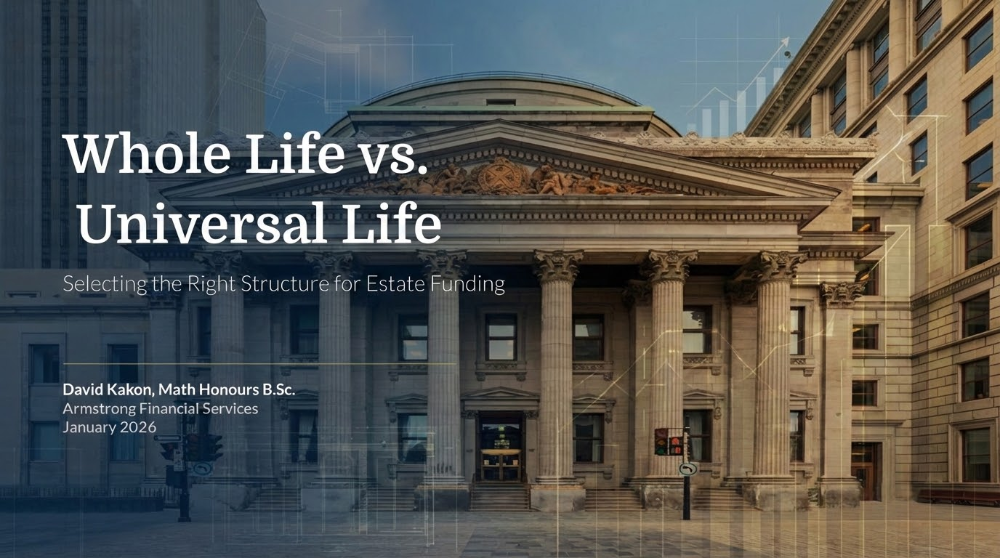 Whole Life vs.
Universal Life
Selecting the Right Structure for Estate Funding
David Kakon, Math Honours B.Sc.
Armstrong Financial Services
January 2026